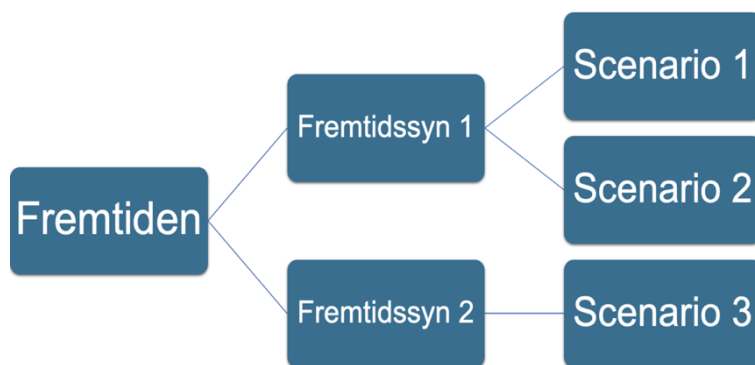 Fremtiden
Fremtidssyn 1
Scenario 1
Scenario 2
Fremtidssyn 2
Scenario 3